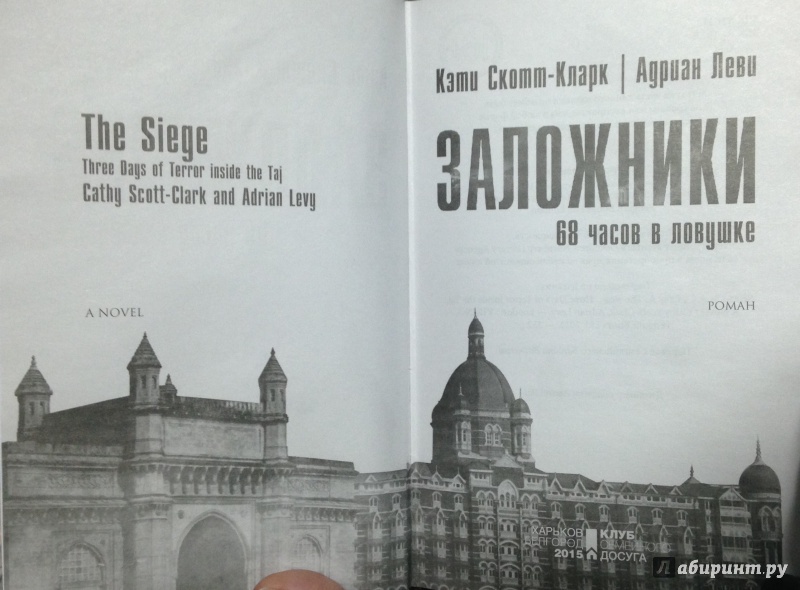 The Siege
Three Days of Terror inside the Taj
Cathy Scott-Clark and Adrian Levy
A NOVEL
Кэти Скотт-Кларк | Адриан Леви
ЗАЛОЖНИКИ
68 часов в ловушке
РОМАН
ХАРЬКОВ КЛУБ
БЕЛГОРОД СЕМЕЙНОГО
2015 ДОСУГА
Лабиринт.ру